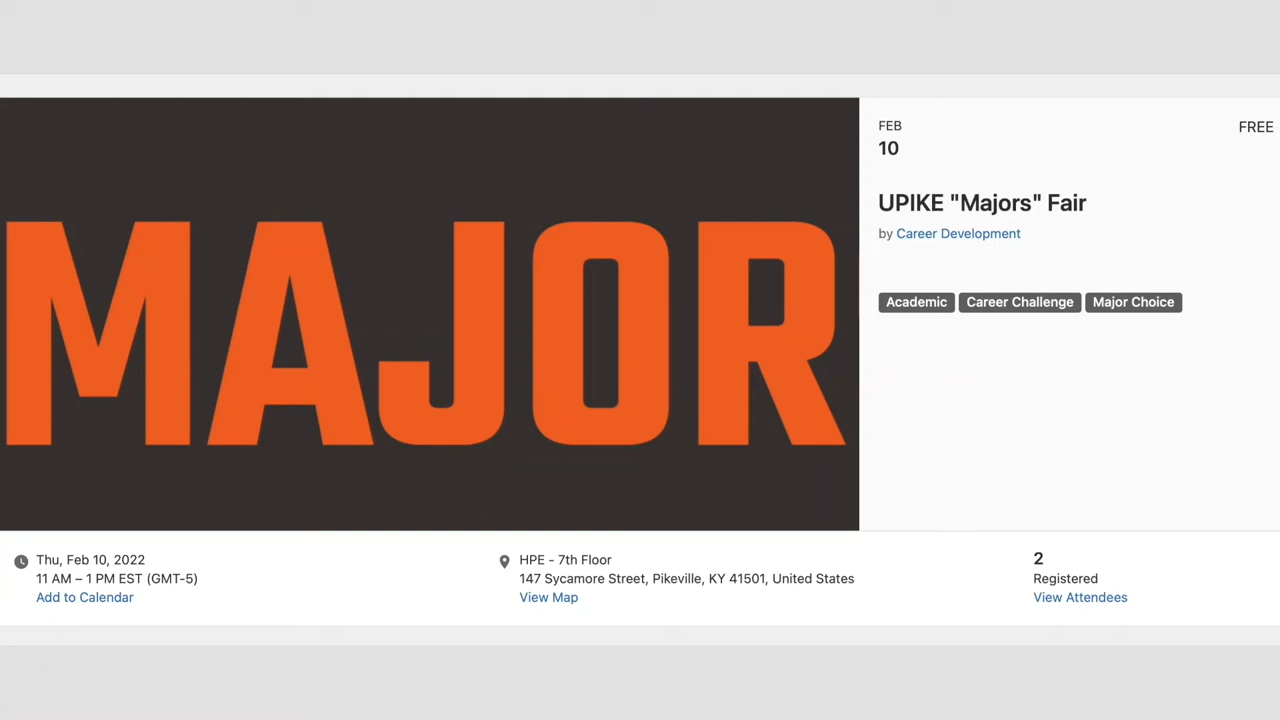 MAJOR
FEB
10
FREE
UPIKE "Majors" Fair
by Career Development
Academic Career Challenge Major Choice
Thu, Feb 10, 2022
11 AM – 1 PM EST (GMT-5)
Add to Calendar
HPE - 7th Floor
147 Sycamore Street, Pikeville, KY 41501, United States
View Map
2
Registered
View Attendees